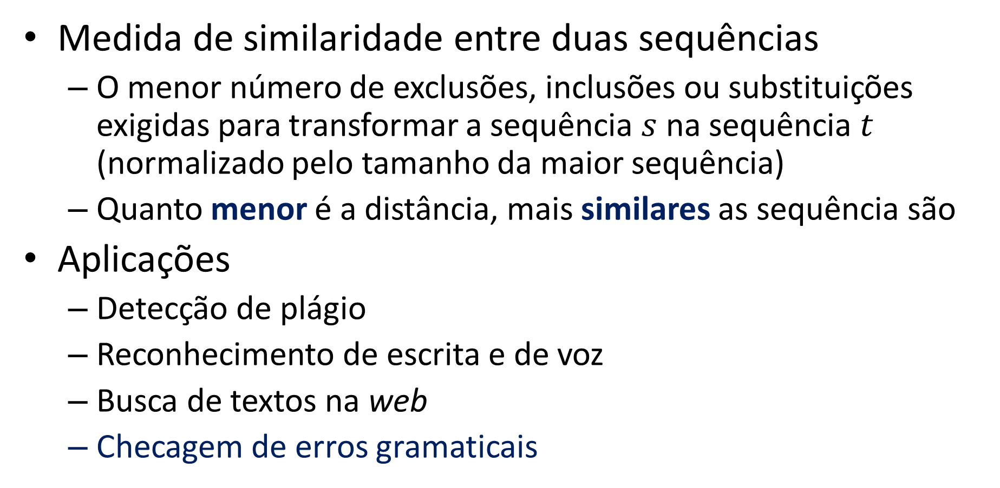 • Medida de similaridade entre duas sequências
– O menor número de exclusões, inclusões ou substituições
exigidas para transformar a sequência s na sequência t
(normalizado pelo tamanho da maior sequência)
– Quanto menor é a distância, mais similares as sequência são
• Aplicações
– Detecção de plágio
– Reconhecimento de escrita e de voz
– Busca de textos na web
– Checagem de erros gramaticais